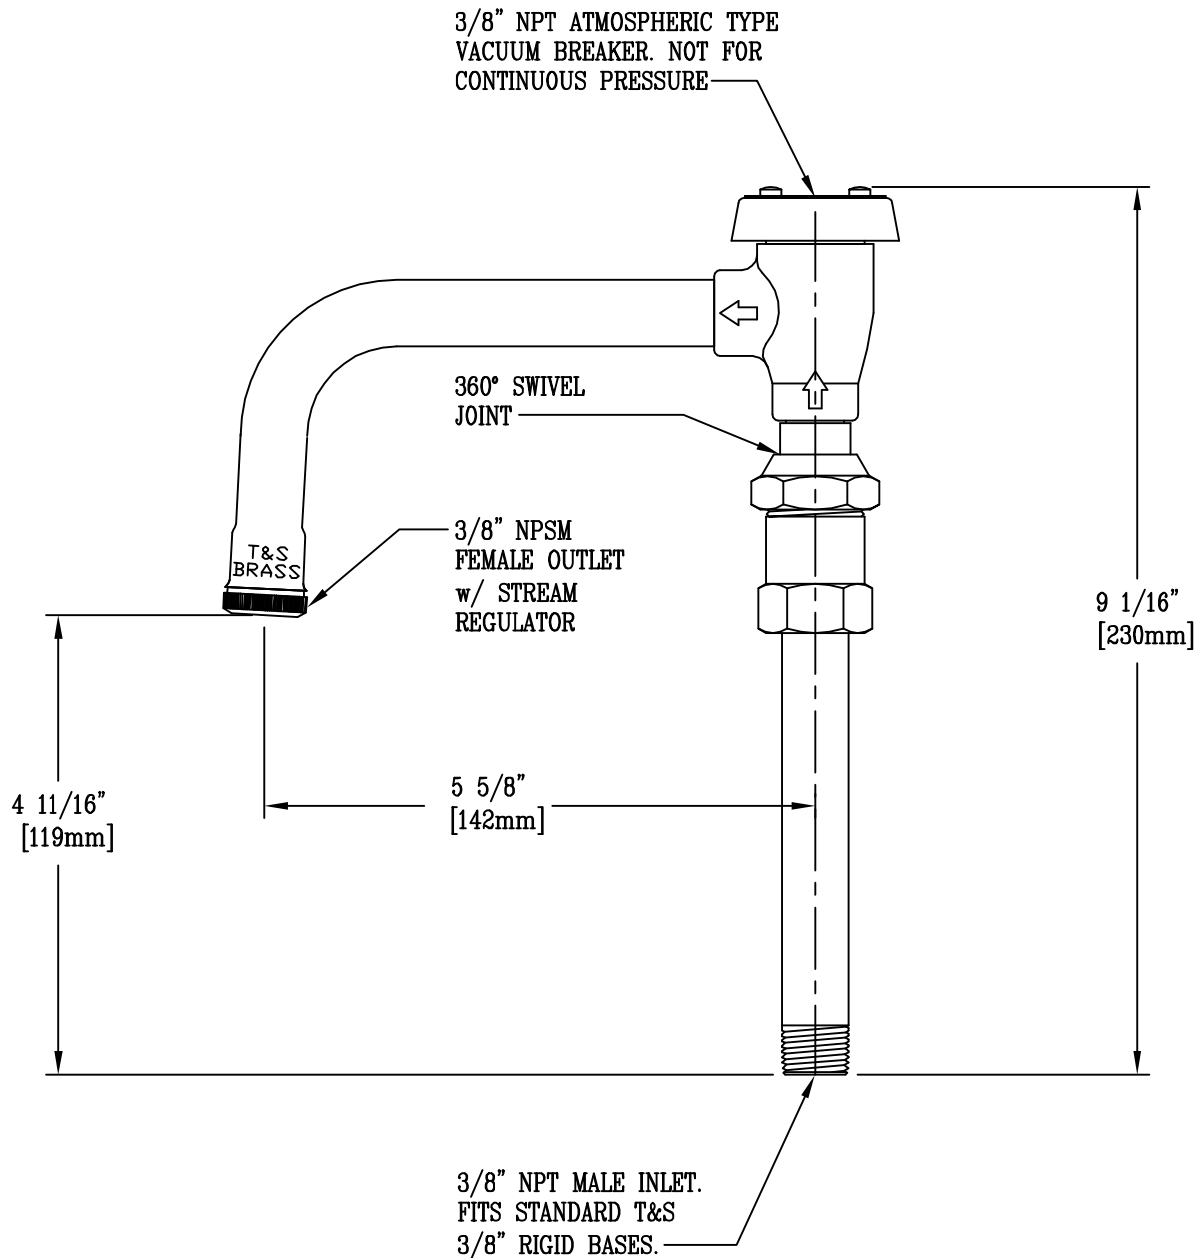 3/8" NPT ATMOSPHERIC TYPE
VACUUM BREAKER. NOT FOR
CONTINUOUS PRESSURE
360° SWIVEL
JOINT
3/8" NPSM
FEMALE OUTLET
w/ STREAM
REGULATOR
T&S
BRASS
9 1/16"
[230mm]
5 5/8"
[142mm]
4 11/16"
[119mm]
3/8" NPT MALE INLET.
FITS STANDARD T&S
3/8" RIGID BASES.